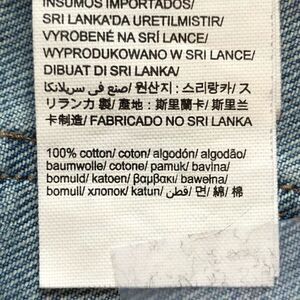 INSUMOS IMPORTADOS/
SRI LANKA'DA URETILMISTIR/
VYROBENÉ NA SRÍ LANCE/
WYPRODUKOWANO W SRI LANCE/
DIBUAT DI SRI LANKA/
صنع في سريلانكا / 원산지 : 스리랑카 / ス
リランカ 製 / 產地 : 斯里蘭卡 / 斯里兰
卡制造 / FABRICADO NO SRI LANKA
100% cotton/ coton/ algodón/ algodão/
baumwolle/ cotone/ pamuk/ bavlna/
bomuld/ katoen/ βαμβακι/ bawełna/
bomull/ хлопок/ katun/ قطن/ 면/ 綿/ 棉